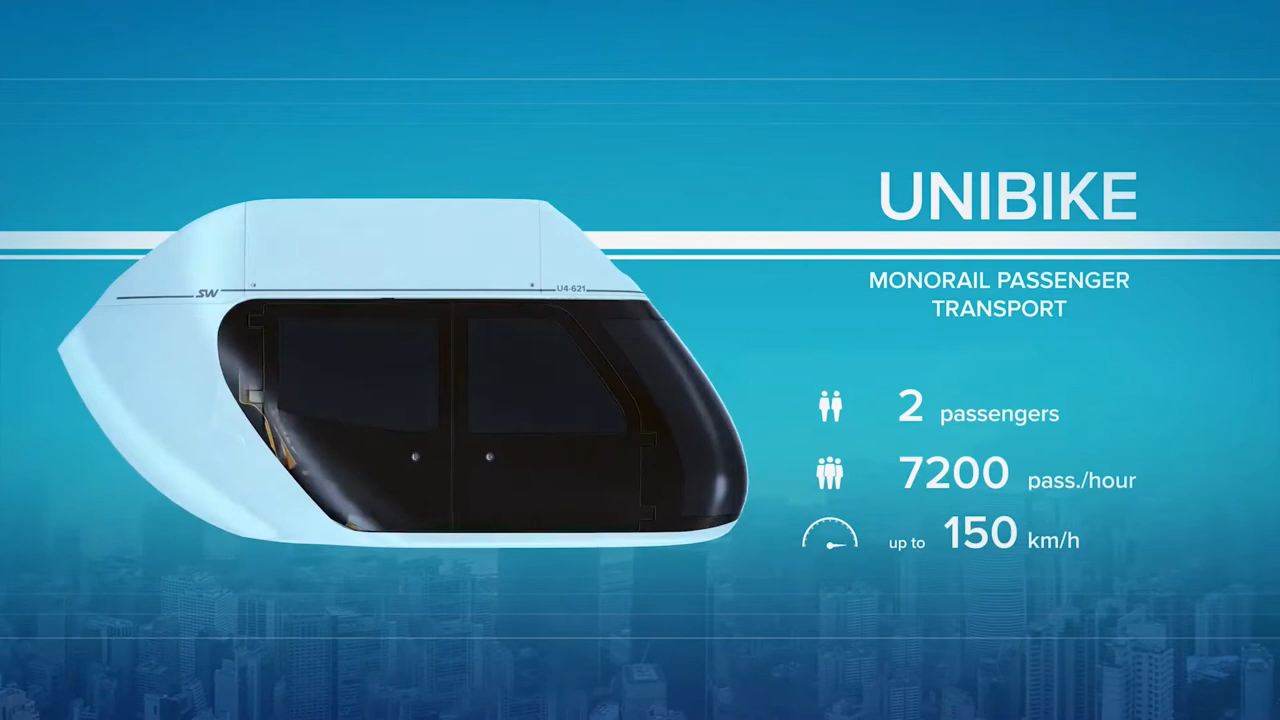 UNIBIKE
MONORAIL PASSENGER
TRANSPORT
SW
U4-621
2 passengers
7200 pass./hour
up to 150 km/h